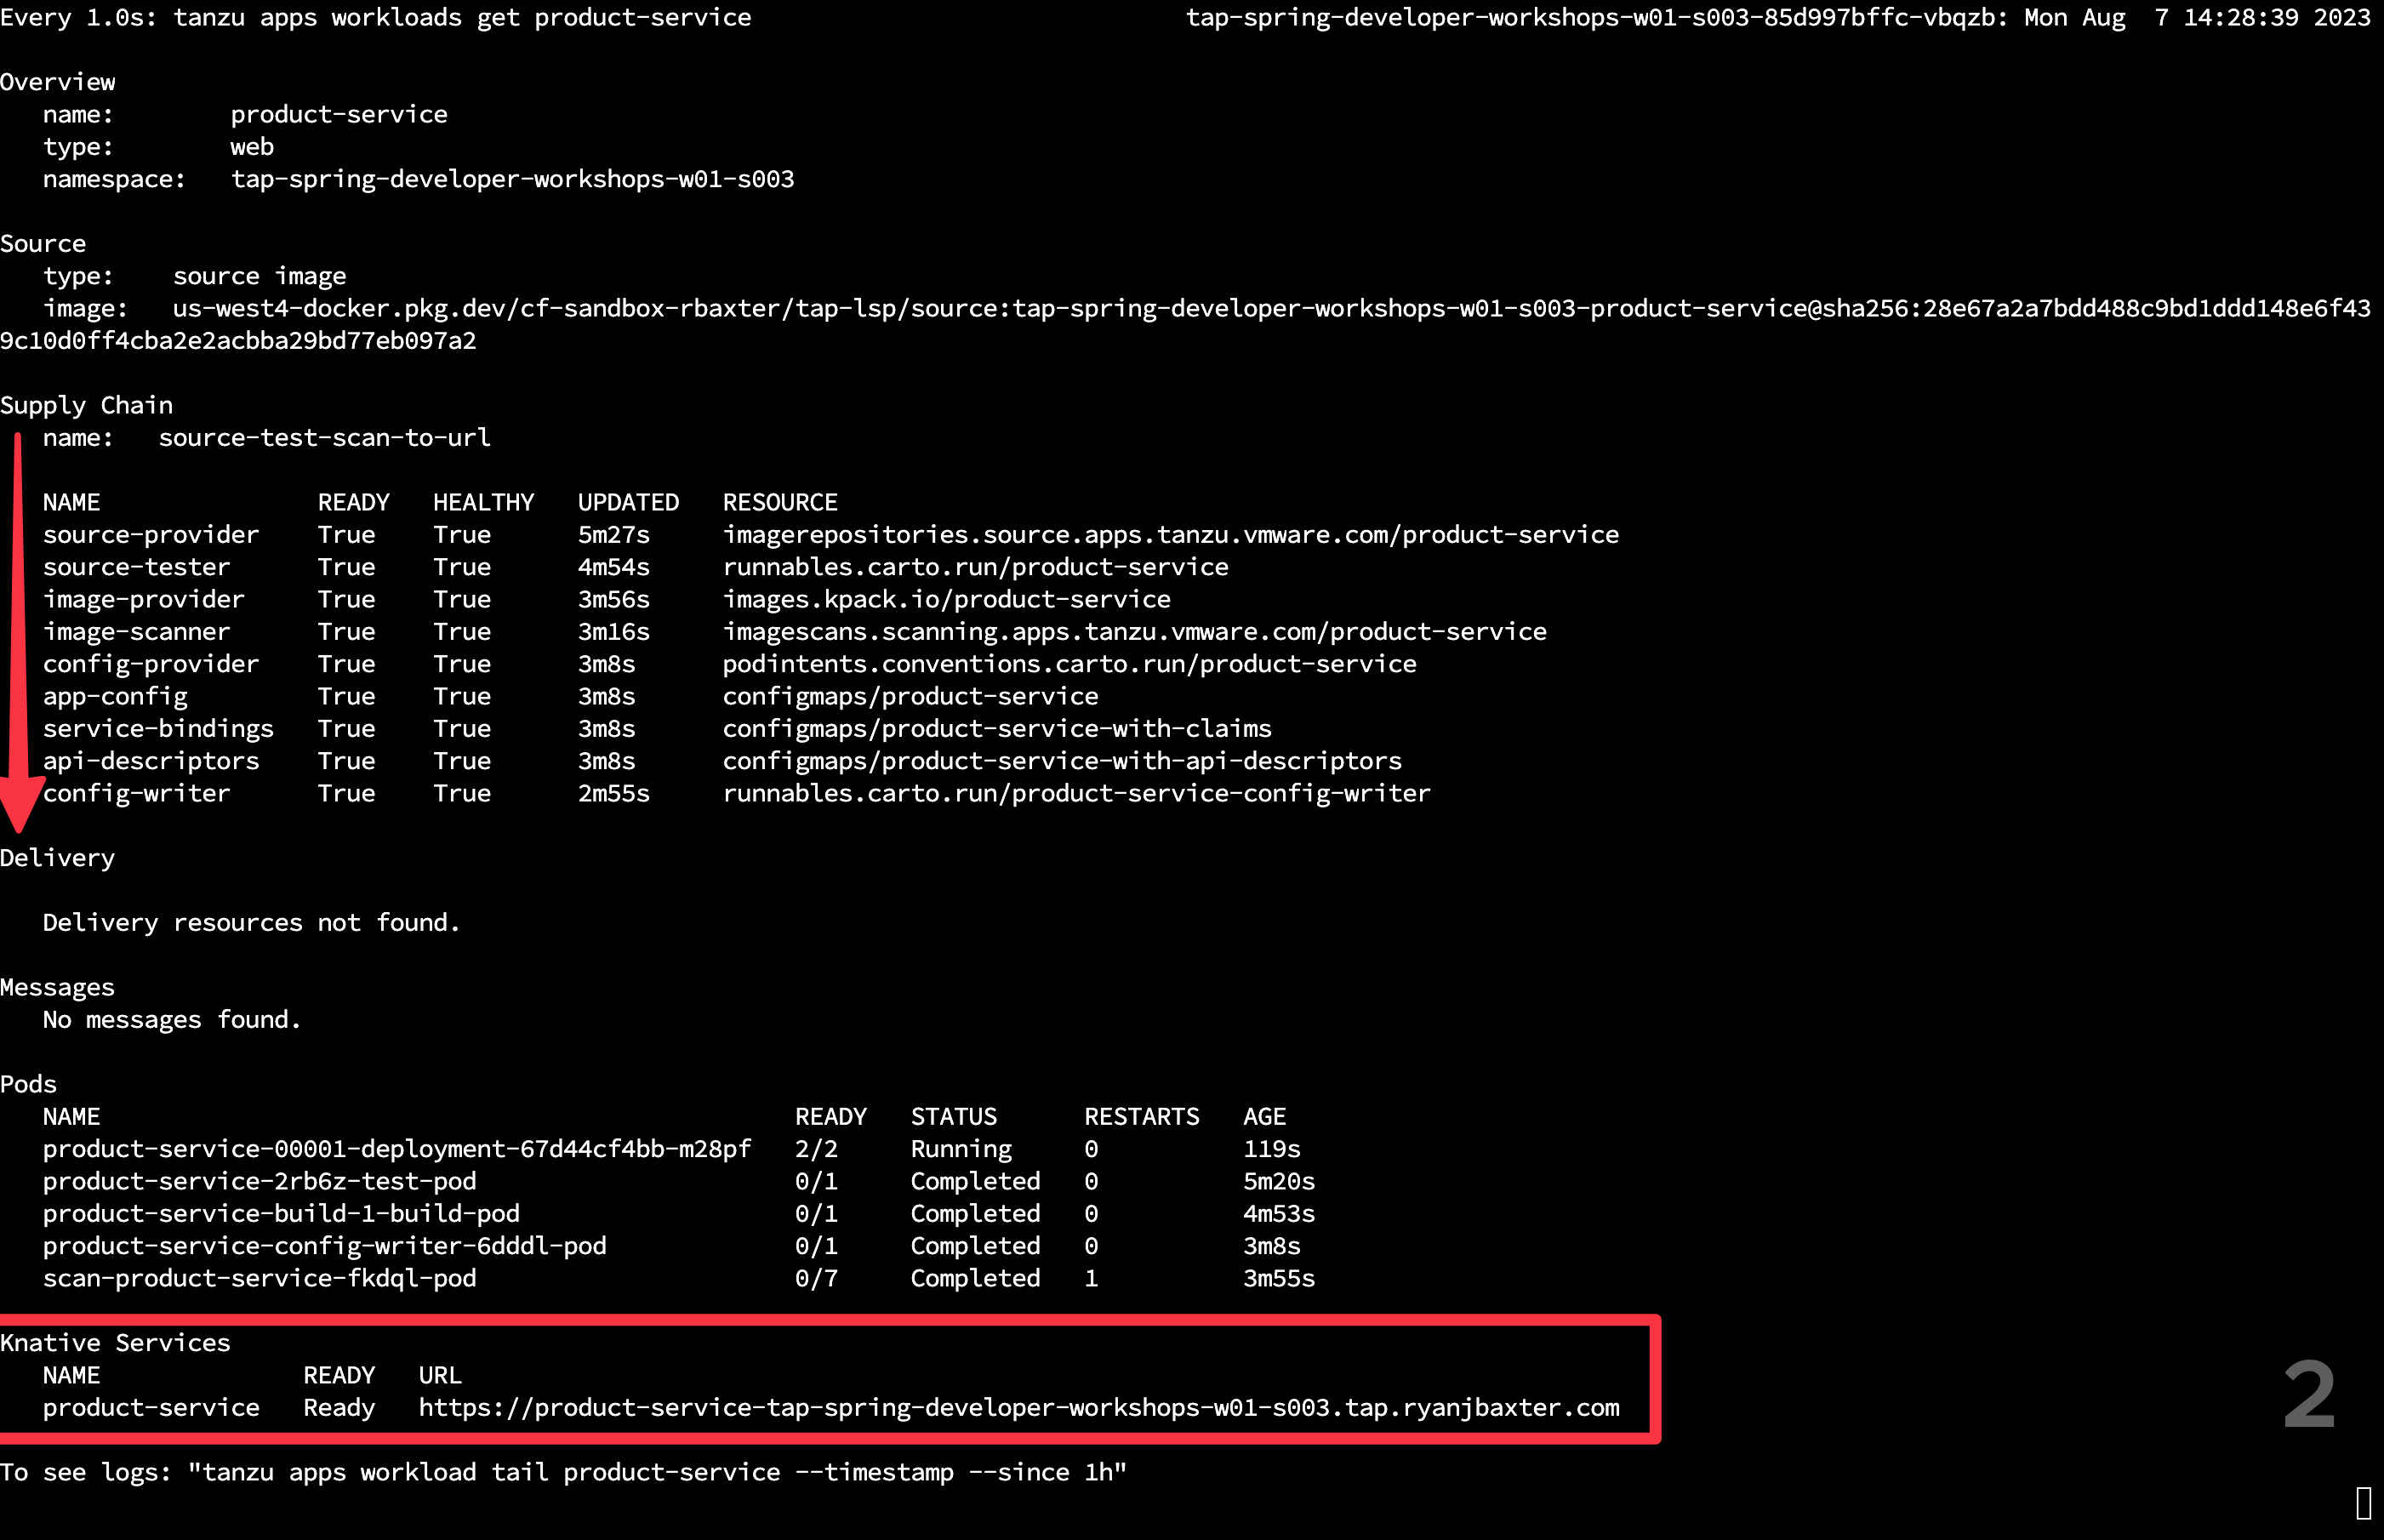 Every 1.0s: tanzu apps workloads get product-service tap-spring-developer-workshops-w01-s003-85d997bffc-vbqzb: Mon Aug  7 14:28:39 2023
Overview
name: product-service
type: web
namespace: tap-spring-developer-workshops-w01-s003
Source
type: source image
image: us-west4-docker.pkg.dev/cf-sandbox-rbaxter/tap-lsp/source:tap-spring-developer-workshops-w01-s003-product-service@sha256:28e67a2a7bdd488c9bd1ddd148e6f43
9c10d0ff4cba2e2acbba29bd77eb097a2
Supply Chain
name: source-test-scan-to-url
NAME READY HEALTHY UPDATED RESOURCE
source-provider True True 5m27s imagerepositories.source.apps.tanzu.vmware.com/product-service
source-tester True True 4m54s runnables.carto.run/product-service
image-provider True True 3m56s images.kpack.io/product-service
image-scanner True True 3m16s imagescans.scanning.apps.tanzu.vmware.com/product-service
config-provider True True 3m8s podintents.conventions.carto.run/product-service
app-config True True 3m8s configmaps/product-service
service-bindings True True 3m8s configmaps/product-service-with-claims
api-descriptors True True 3m8s configmaps/product-service-with-api-descriptors
config-writer True True 2m55s runnables.carto.run/product-service-config-writer
Delivery
Delivery resources not found.
Messages
No messages found.
Pods
NAME READY STATUS RESTARTS AGE
product-service-00001-deployment-67d44cf4bb-m28pf 2/2 Running 0 119s
product-service-2rb6z-test-pod 0/1 Completed 0 5m20s
product-service-build-1-build-pod 0/1 Completed 0 4m53s
product-service-config-writer-6dddl-pod 0/1 Completed 0 3m8s
scan-product-service-fkdql-pod 0/7 Completed 1 3m55s
Knative Services
NAME READY URL
product-service Ready https://product-service-tap-spring-developer-workshops-w01-s003.tap.ryanjbaxter.com
2
To see logs: "tanzu apps workload tail product-service --timestamp --since 1h"